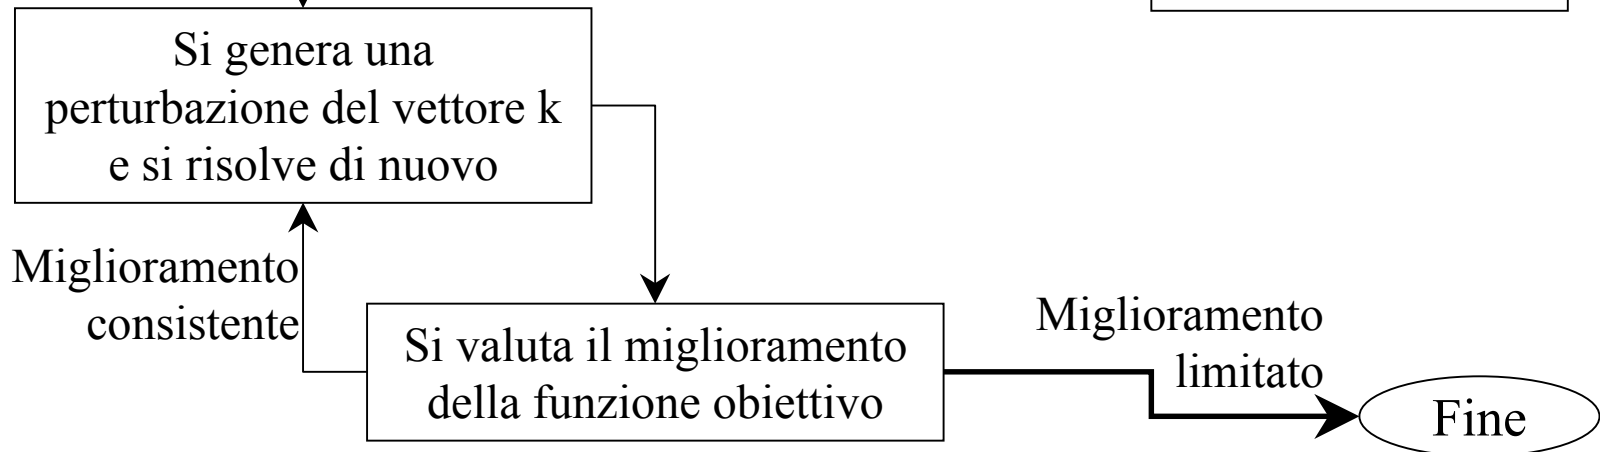 Si genera una
perturbazione del vettore k
e si risolve di nuovo
Miglioramento
consistente
Si valuta il miglioramento
della funzione obiettivo
Miglioramento
limitato
Fine